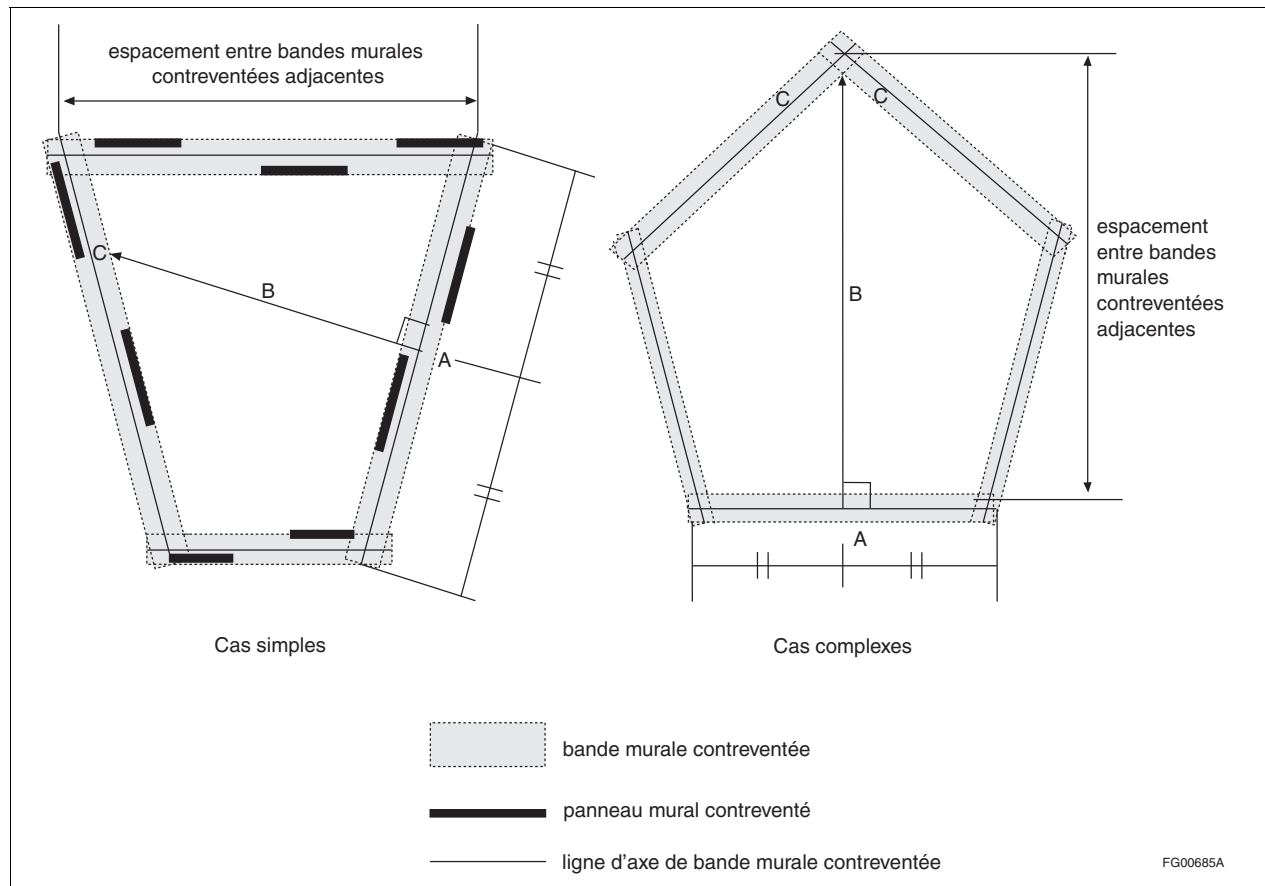 espacement entre bandes murales
contreventées adjacentes
C
B
A
Cas simples
C
C
B
A
espacement
entre bandes
murales
contreventées
adjacentes
Cas complexes
bande murale contreventée
panneau mural contreventé
ligne d'axe de bande murale contreventée
FG00685A